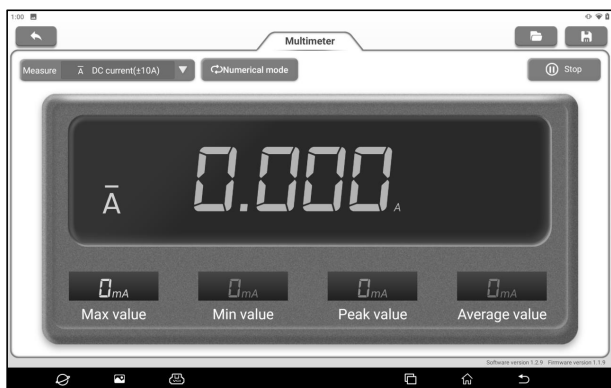 1:00
Multimeter
Measure Ā DC current(±10A) Numerical mode Stop
Ā 0.000 A
0mA 0mA 0mA 0mA
Max value Min value Peak value Average value
Software version 1.2.9 Firmware version 1.1.9